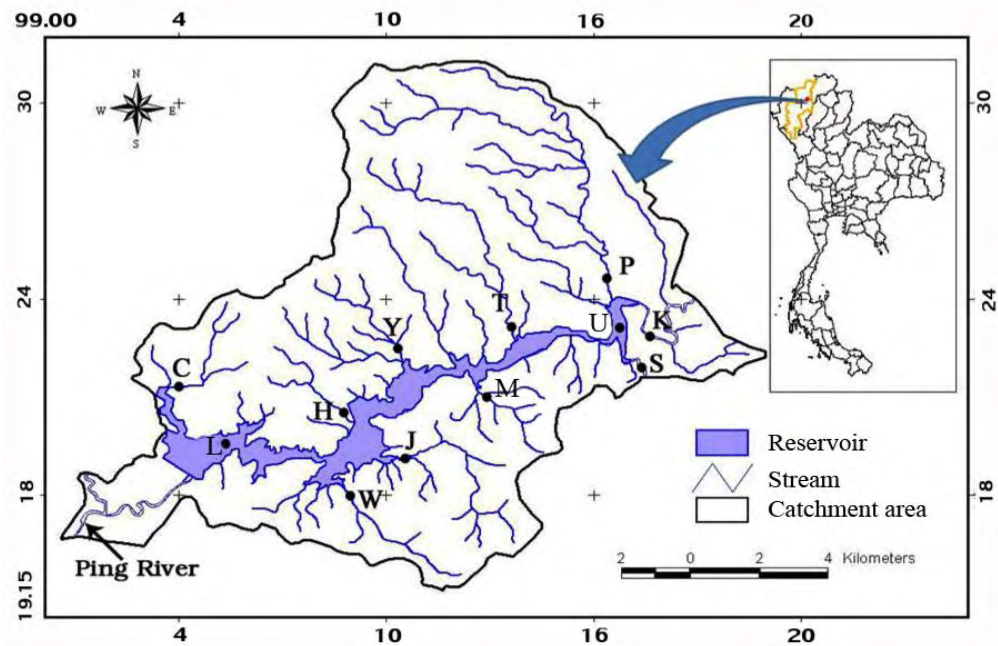 99.00 4 10 16 20
30 30
N
W E
S
P
24 24
T U K
Y
C S
M
H
L J
Reservoir
18 W Stream 18
Catchment area
Ping River
2 0 2 4 Kilometers
19.15
4 10 16 20